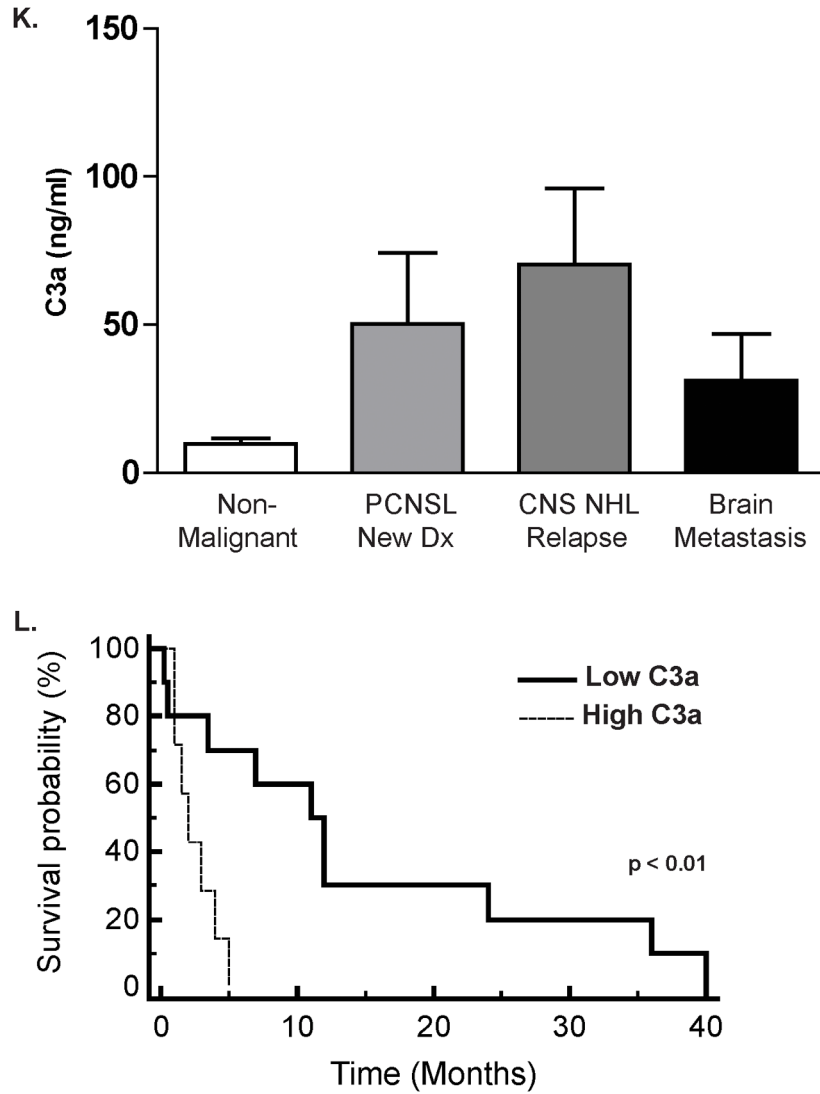 K.
150
100
50
0
C3a (ng/ml)
Non-
Malignant
PCNSL
New Dx
CNS NHL
Relapse
Brain
Metastasis
L.
100
80
60
40
20
0
Survival probability (%)
Low C3a
High C3a
p < 0.01
0 10 20 30 40
Time (Months)